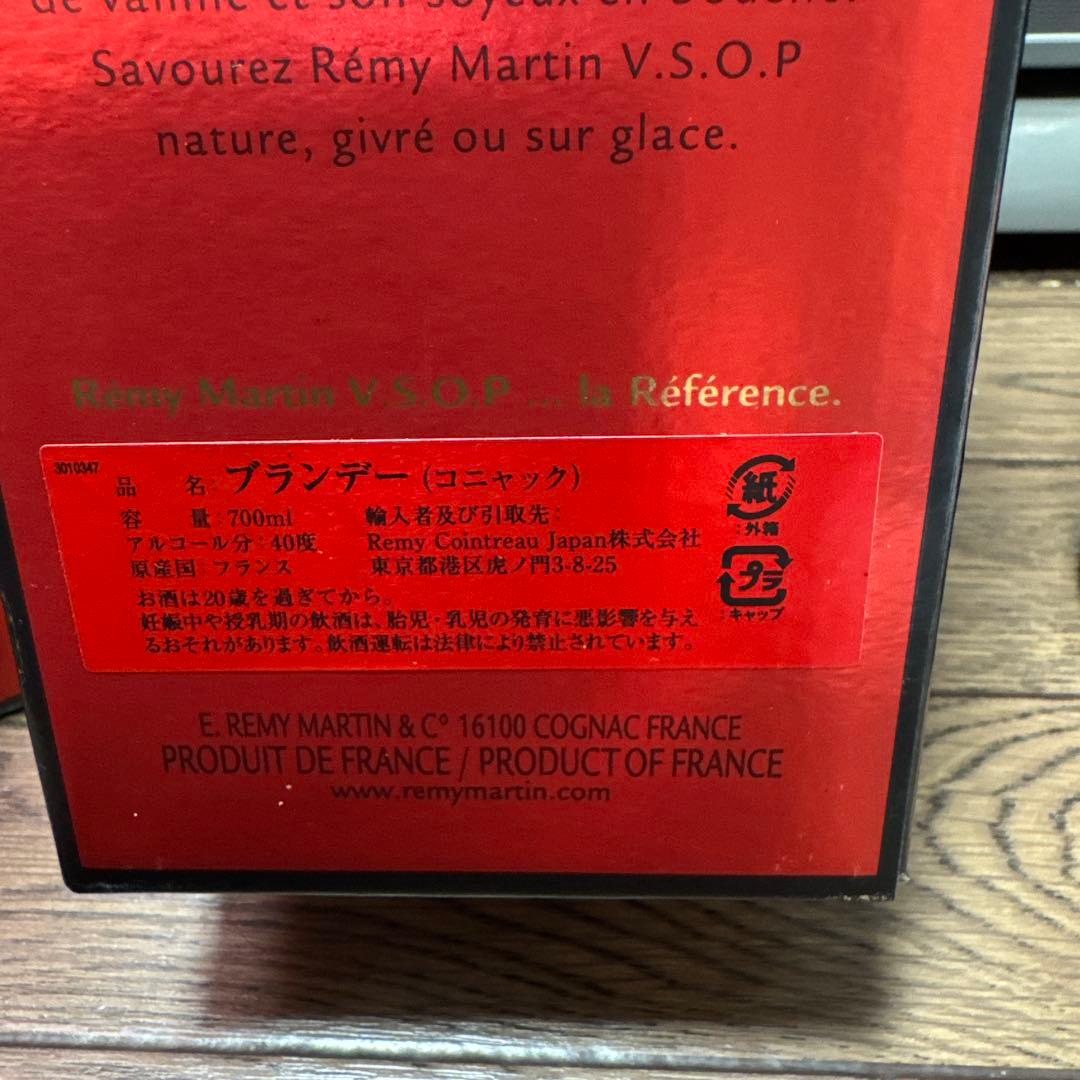 de vanille et son soyeux en bouche.
Savourez Rémy Martin V.S.O.P
nature, givré ou sur glace.
Rémy Martin V.S.O.P ... la Référence.
3010347
品 名:ブランデー(コニャック)
容 量:700ml 輸入者及び引取先:
アルコール分:40度 Remy Cointreau Japan株式会社
原産国:フランス 東京都港区虎ノ門3-8-25
お酒は20歳を過ぎてから。
妊娠中や授乳期の飲酒は、胎児・乳児の発育に悪影響を与え
るおそれがあります。飲酒運転は法律により禁止されています。
紙
:外箱
プラ
:キャップ
E. REMY MARTIN & Cº 16100 COGNAC FRANCE
PRODUIT DE FRANCE / PRODUCT OF FRANCE
www.remymartin.com